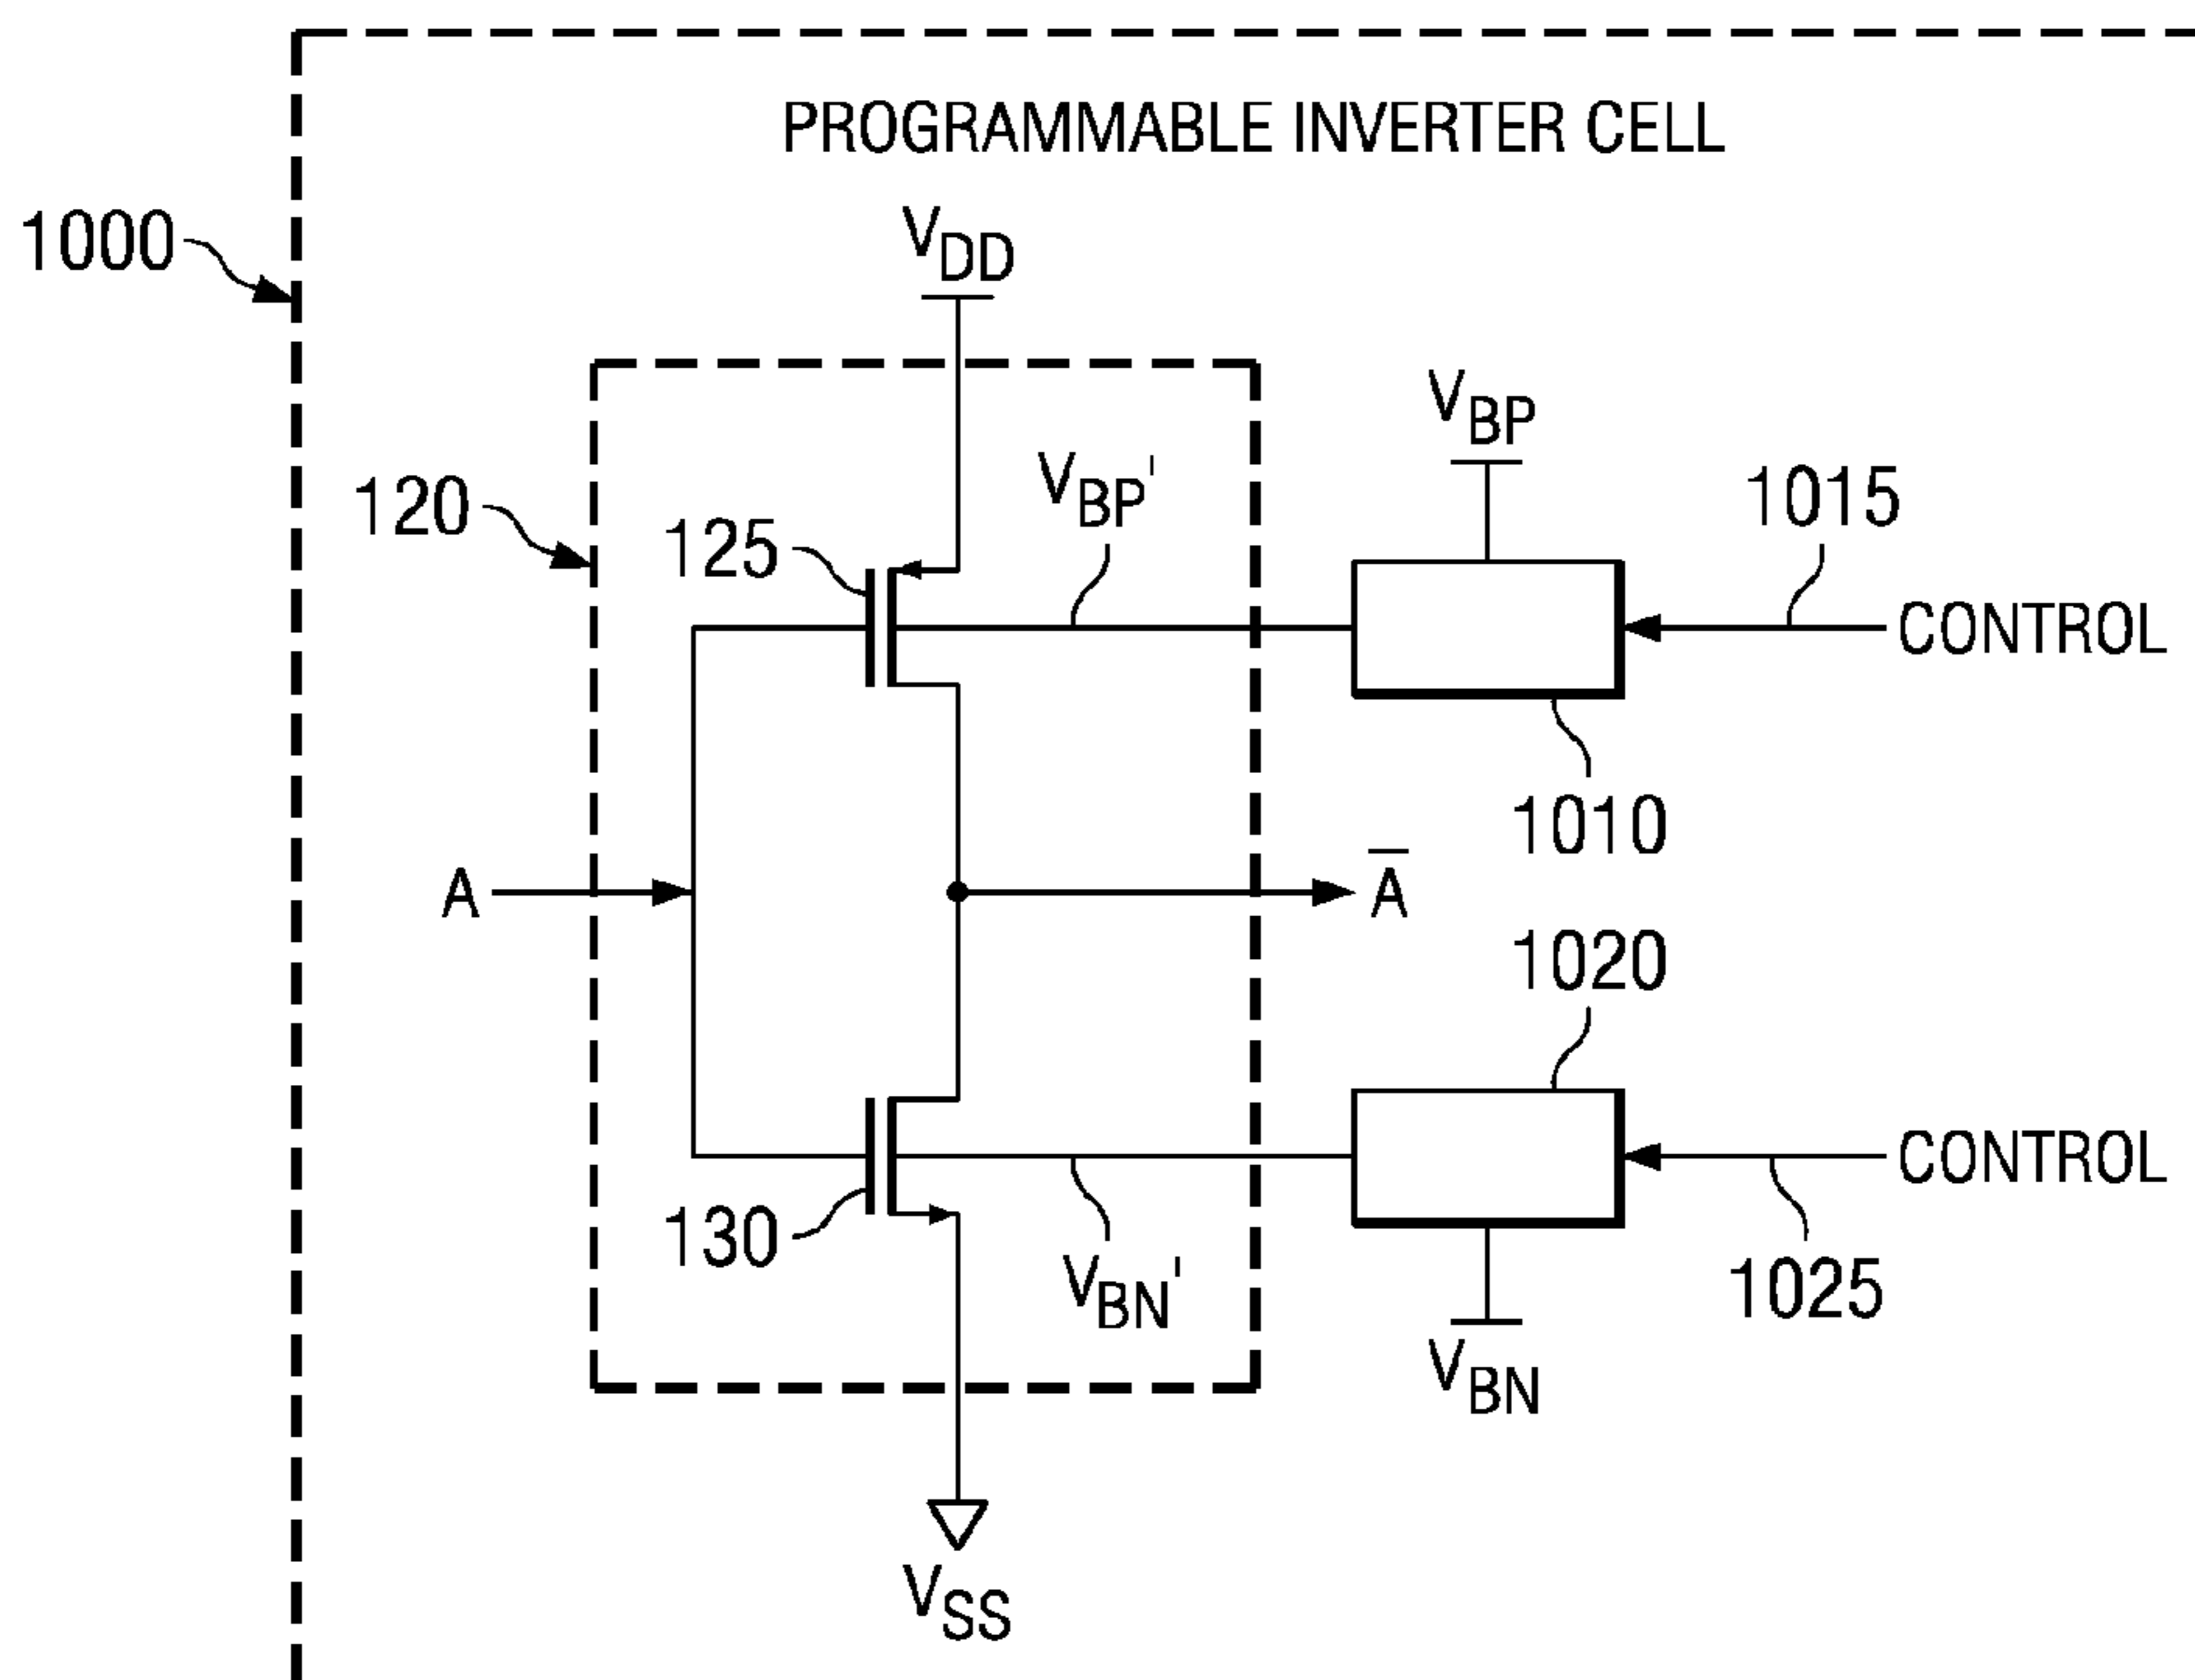 PROGRAMMABLE INVERTER CELL
1000
VDD
VBP
VBP'
1015
120
125
CONTROL
1010
A
A̅
1020
CONTROL
130
VBN'
1025
VBN
VSS